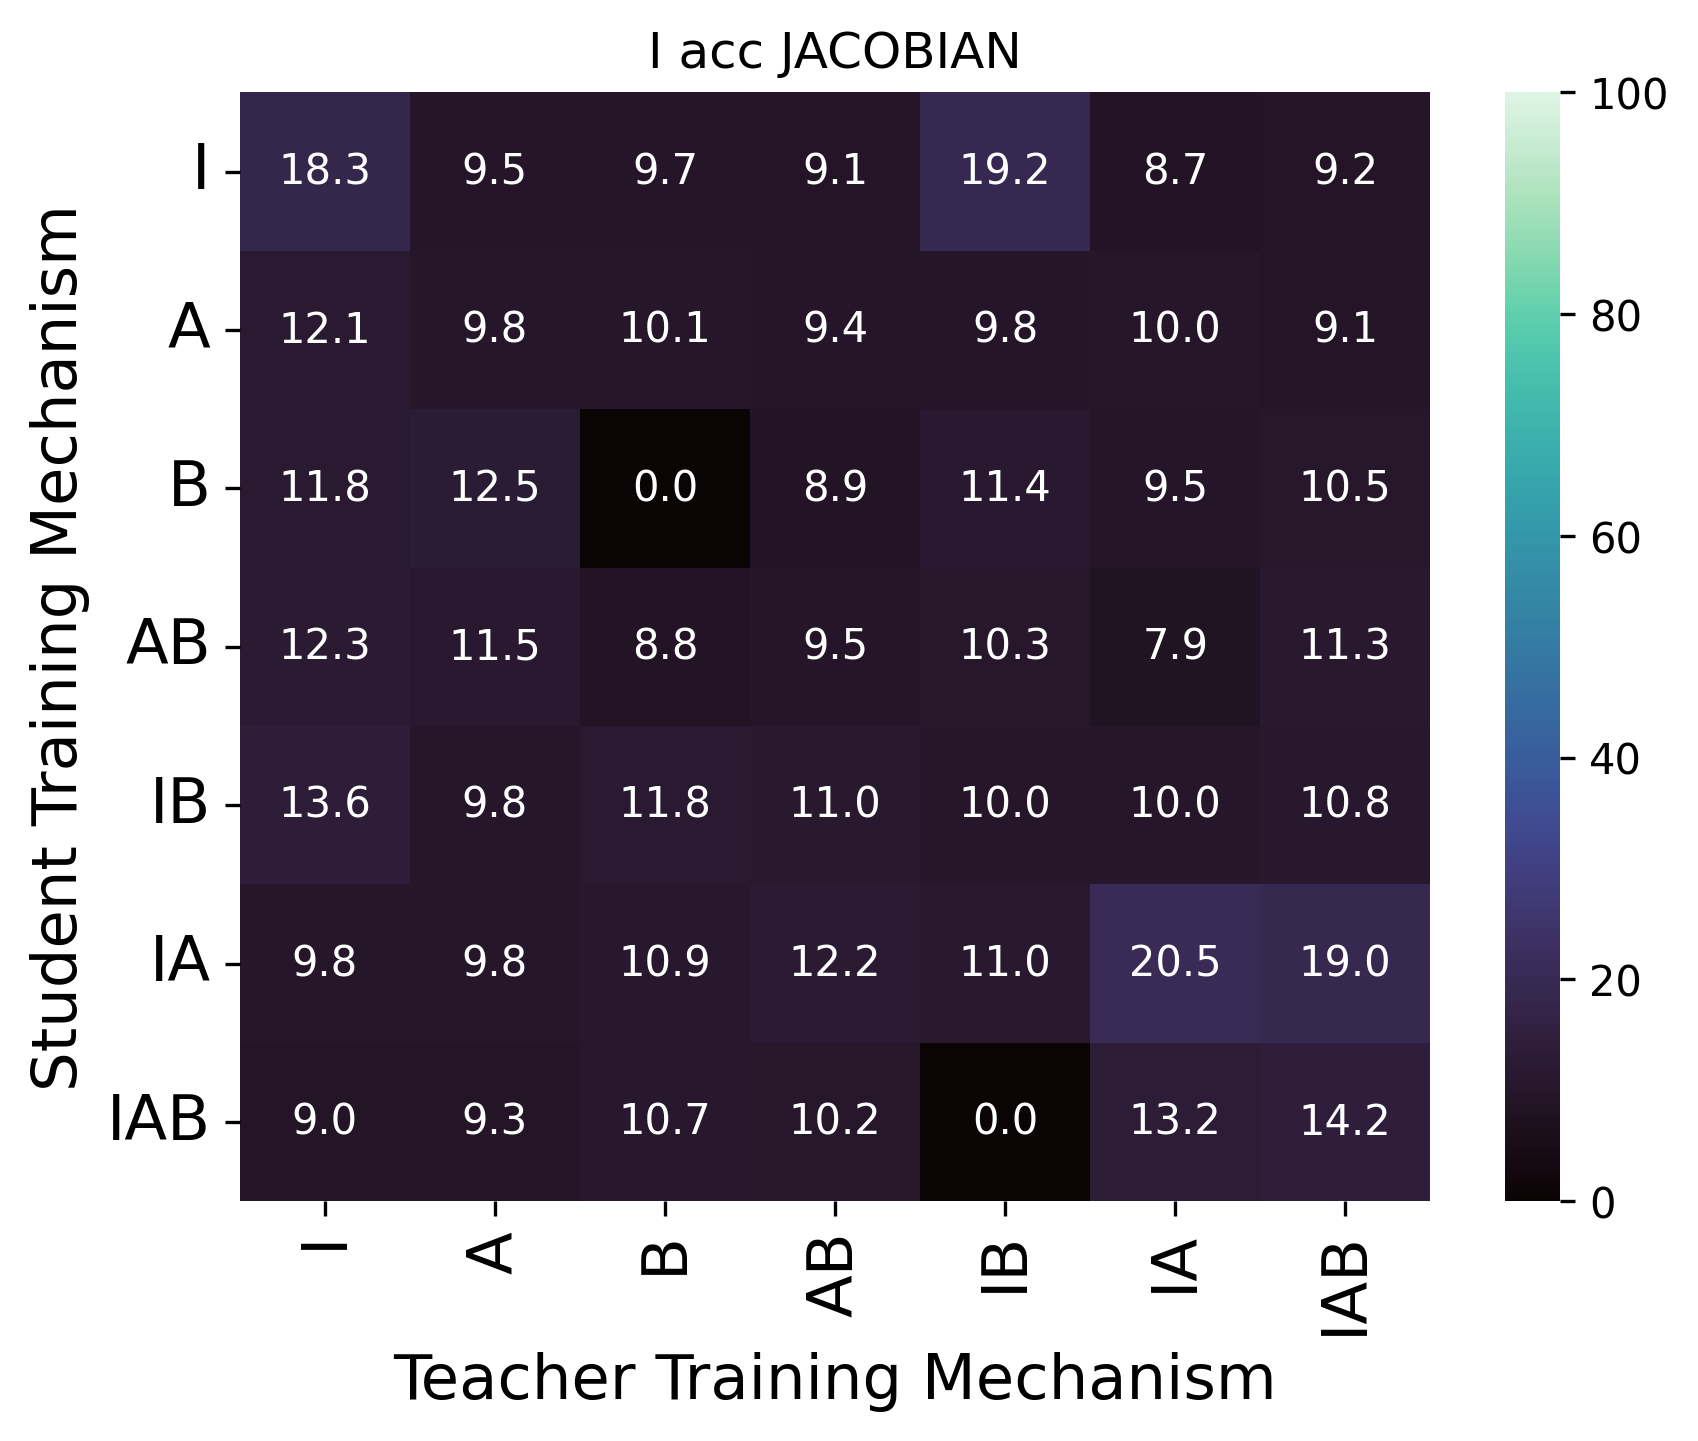 I acc JACOBIAN
Student Training Mechanism
I 18.3 9.5 9.7 9.1 19.2 8.7 9.2
A 12.1 9.8 10.1 9.4 9.8 10.0 9.1
B 11.8 12.5 0.0 8.9 11.4 9.5 10.5
AB 12.3 11.5 8.8 9.5 10.3 7.9 11.3
IB 13.6 9.8 11.8 11.0 10.0 10.0 10.8
IA 9.8 9.8 10.9 12.2 11.0 20.5 19.0
IAB 9.0 9.3 10.7 10.2 0.0 13.2 14.2
I A B AB IB IA IAB
Teacher Training Mechanism
100
80
60
40
20
0